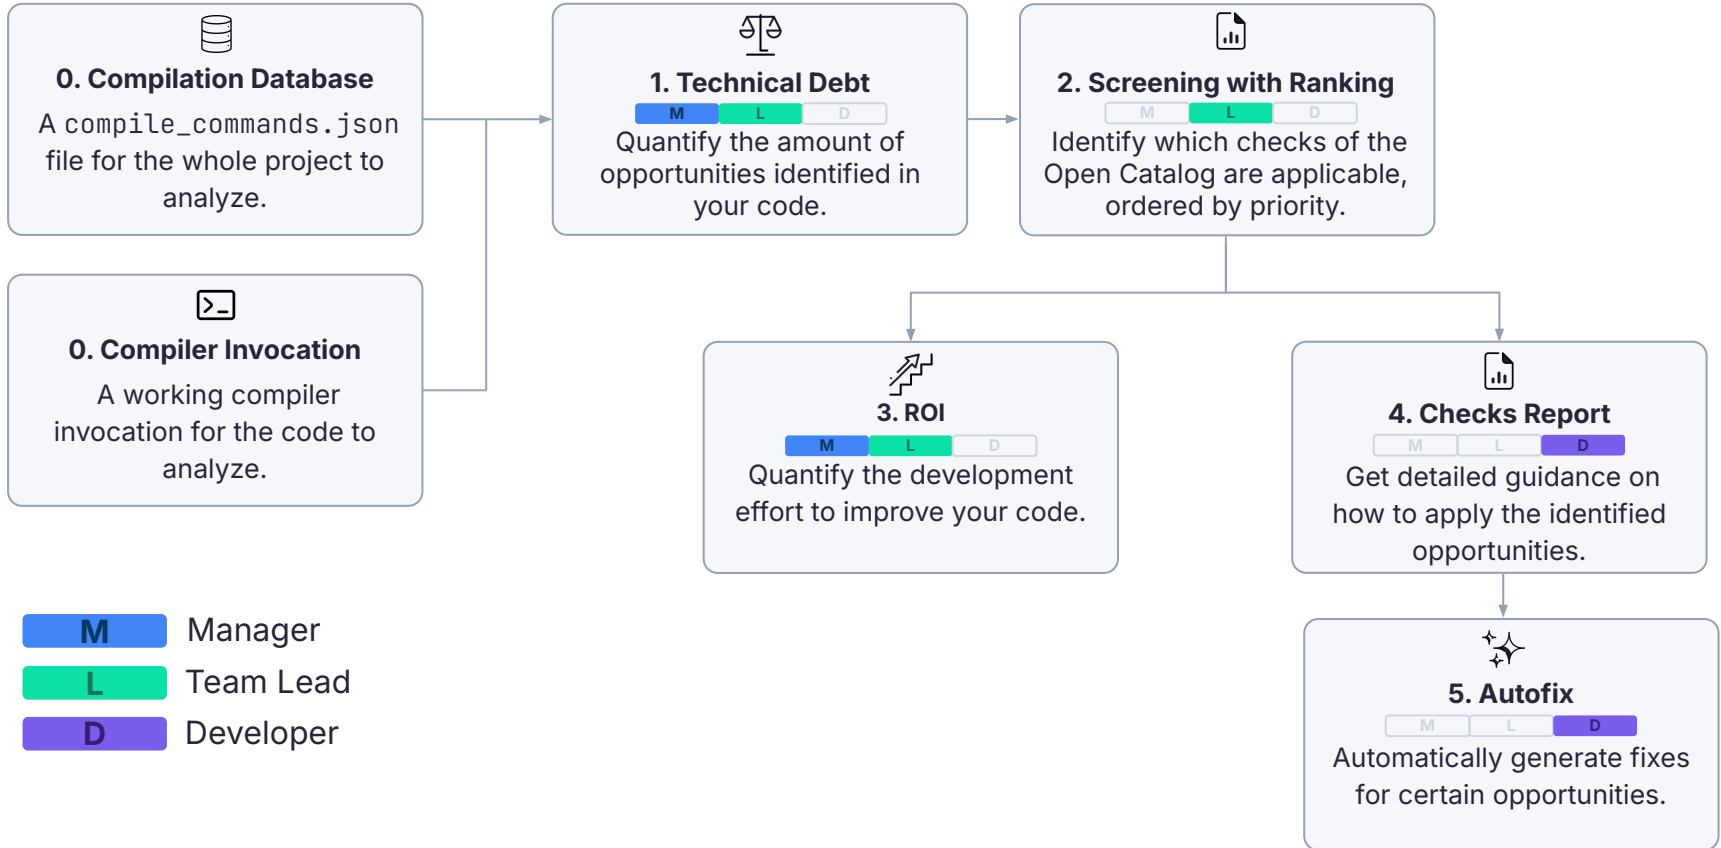 0. Compilation Database
A compile_commands.json
file for the whole project to
analyze.
0. Compiler Invocation
A working compiler
invocation for the code to
analyze.
1. Technical Debt
M L D
Quantify the amount of
opportunities identified in
your code.
2. Screening with Ranking
M L D
Identify which checks of the
Open Catalog are applicable,
ordered by priority.
3. ROI
M L D
Quantify the development
effort to improve your code.
4. Checks Report
M L D
Get detailed guidance on
how to apply the identified
opportunities.
5. Autofix
M L D
Automatically generate fixes
for certain opportunities.
M Manager
L Team Lead
D Developer